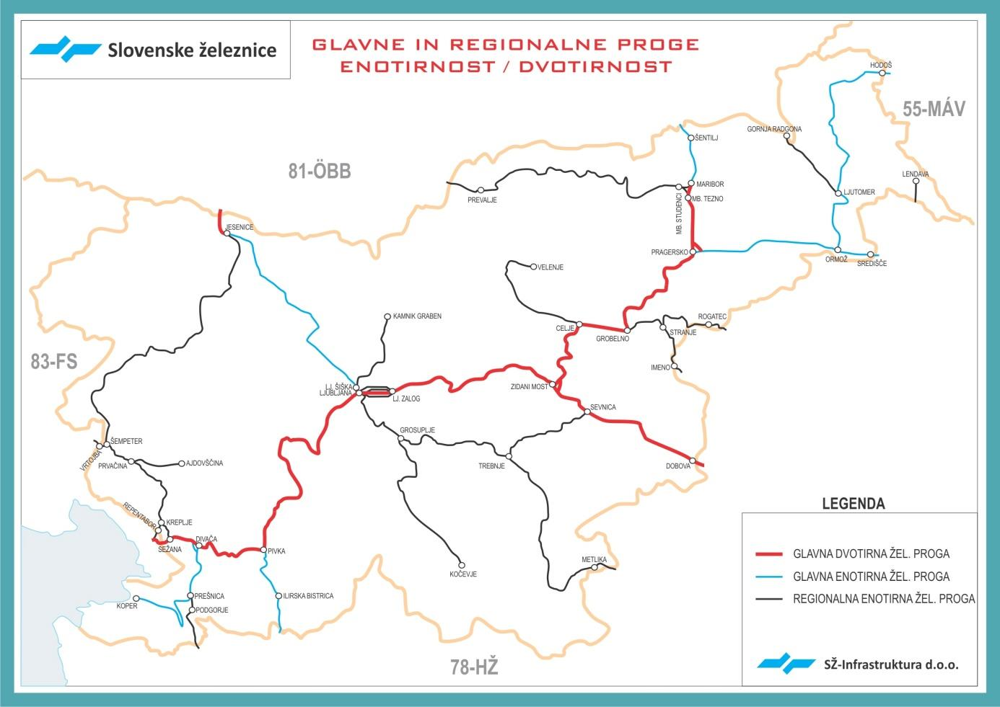 Slovenske železnice
GLAVNE IN REGIONALNE PROGE
ENOTIRNOST / DVOTIRNOST
HODOŠ
55-MÁV
GORNJA RADGONA
ŠENTILJ
81-ÖBB
LENDAVA
MARIBOR
LJUTOMER
PREVALJE
MB. TEZNO
MB. STUDENCI
JESENICE
PRAGERSKO
ORMOŽ
SREDIŠČE
VELENJE
KAMNIK GRABEN
ROGATEC
CELJE
STRANJE
GROBELNO
83-FS
IMENO
LJ. ŠIŠKA
LJUBLJANA
LJ. ZALOG
ZIDANI MOST
SEVNICA
GROSUPLJE
ŠEMPETER
VRTOJBA
PRVAČINA
AJDOVŠČINA
TREBNJE
DOBOVA
REPENTABOR
KREPLJE
DIVAČA
SEŽANA
PIVKA
METLIKA
KOČEVJE
PREŠNICA
ILIRSKA BISTRICA
KOPER
PODGORJE
78-HŽ
LEGENDA
GLAVNA DVOTIRNA ŽEL. PROGA
GLAVNA ENOTIRNA ŽEL. PROGA
REGIONALNA ENOTIRNA ŽEL. PROGA
SŽ-Infrastruktura d.o.o.